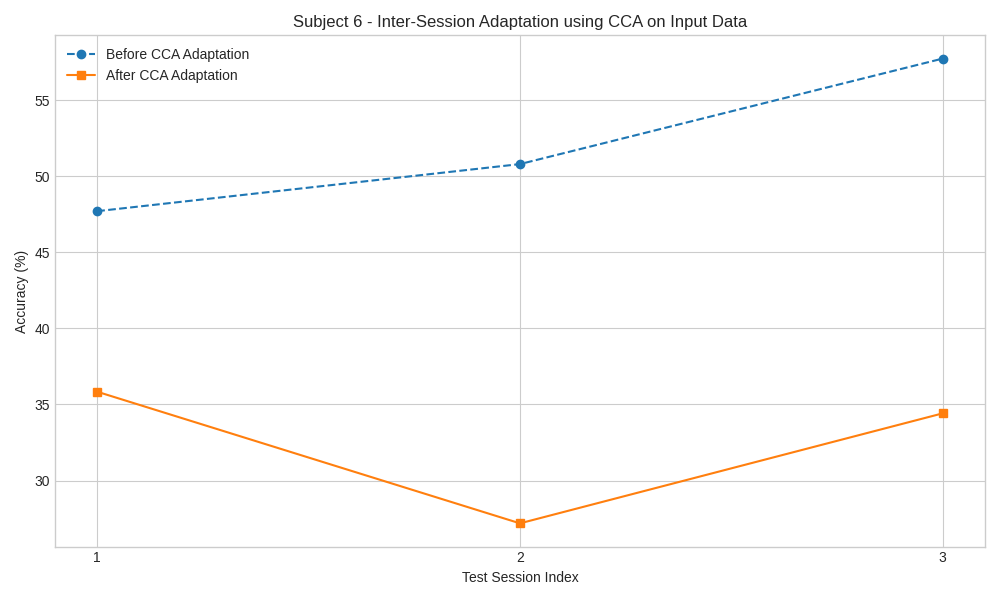 Subject 6 - Inter-Session Adaptation using CCA on Input Data
Before CCA Adaptation
After CCA Adaptation
Accuracy (%)
55
50
45
40
35
30
1
2
3
Test Session Index